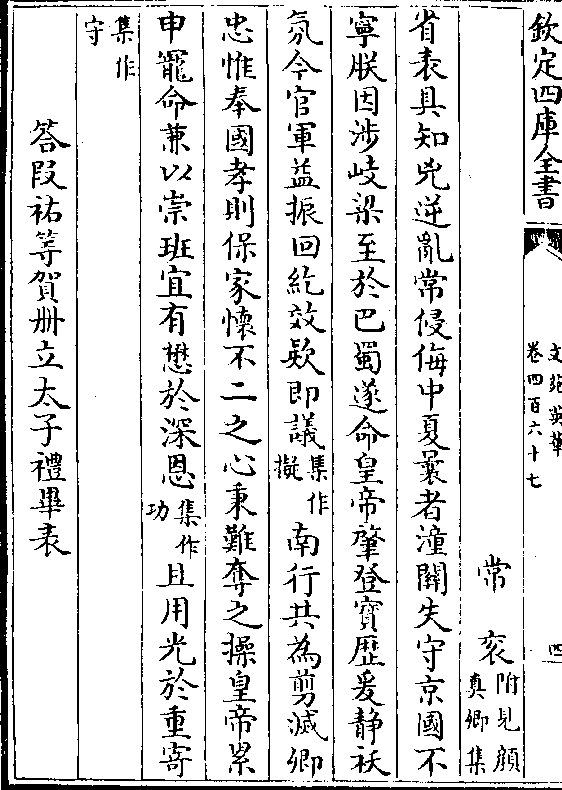 欽定四庫全書
文苑英華
卷四百六十七
四
常衮附見顔真卿集
省表具知兇逆亂常侵侮中夏曩者潼關失守京國不
寧朕因涉岐梁至於巴蜀遂命皇帝肇登寳歴爰静祅
氛今官軍益振回紇效欵即議集作擬南行共為剪滅卿
忠惟奉國孝則保家懐不二之心秉難奪之操皇帝累
申寵命兼以崇班宜有懋於深恩集作功且用光於重寄
集作守
答段祐等賀册立太子禮畢表